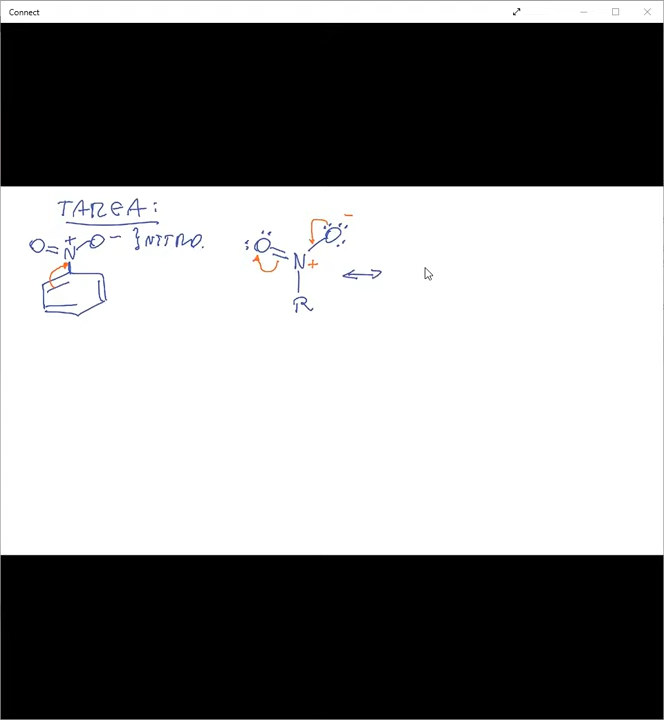 Connect
TAREA:
O=N+-O- } NITRO.
:Ö=N+-Ö:-
R